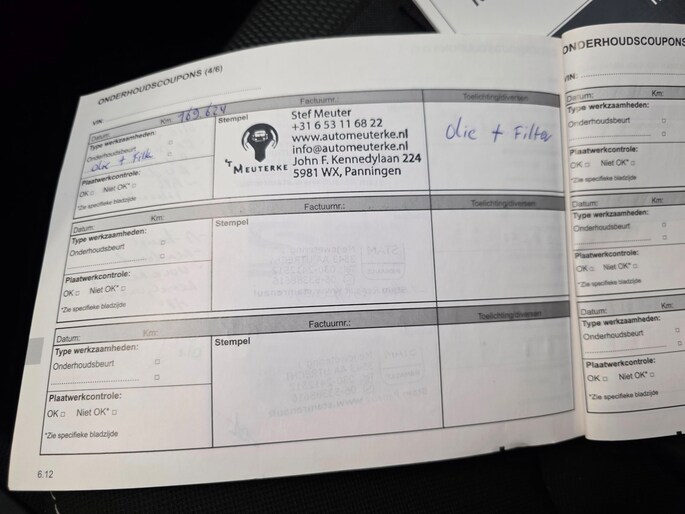 ONDERHOUDSCOUPONS (4/6)
VIN:
Datum: Km: 169.624 Factuurnr.: Toelichting/diversen
Type werkzaamheden:
Onderhoudsbeurt
olie + Filter
Plaatwerkcontrole:
OK Niet OK*
*Zie specifieke bladzijde
Stempel
'T MEUTERKE
Stef Meuter
+31 6 53 11 68 22
www.automeuterke.nl
info@automeuterke.nl
John F. Kennedylaan 224
5981 WX, Panningen
olie + Filter
Datum: Km: Factuurnr.: Toelichting/diversen
Type werkzaamheden:
Onderhoudsbeurt
Plaatwerkcontrole:
OK Niet OK*
*Zie specifieke bladzijde
Stempel
Datum: Km: Factuurnr.: Toelichting/diversen
Type werkzaamheden:
Onderhoudsbeurt
Plaatwerkcontrole:
OK Niet OK*
*Zie specifieke bladzijde
Stempel
6.12
ONDERHOUDSCOUPONS
VIN:
Datum: Km:
Type werkzaamheden:
Onderhoudsbeurt
Plaatwerkcontrole:
OK Niet OK*
*Zie specifieke bladzijde
Datum: Km:
Type werkzaamheden:
Onderhoudsbeurt
Plaatwerkcontrole:
OK Niet OK*
*Zie specifieke bladzijde
Datum: Km:
Type werkzaamheden:
Onderhoudsbeurt
Plaatwerkcontrole:
OK Niet OK*
*Zie specifieke bladzijde